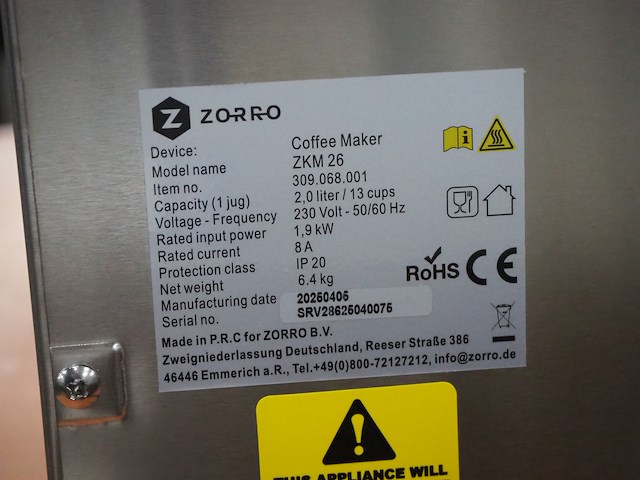 Z ZORRO
Device: Coffee Maker
Model name ZKM 26
Item no. 309.068.001
Capacity (1 jug) 2,0 liter / 13 cups
Voltage - Frequency 230 Volt - 50/60 Hz
Rated input power 1,9 kW
Rated current 8 A
Protection class IP 20
Net weight 6.4 kg
Manufacturing date 20250405
Serial no. SRV28625040075
RoHS CE
Made in P.R.C for ZORRO B.V.
Zweigniederlassung Deutschland, Reeser Straße 386
46446 Emmerich a.R., Tel.+49(0)800-72127212, info@zorro.de
THIS APPLIANCE WILL